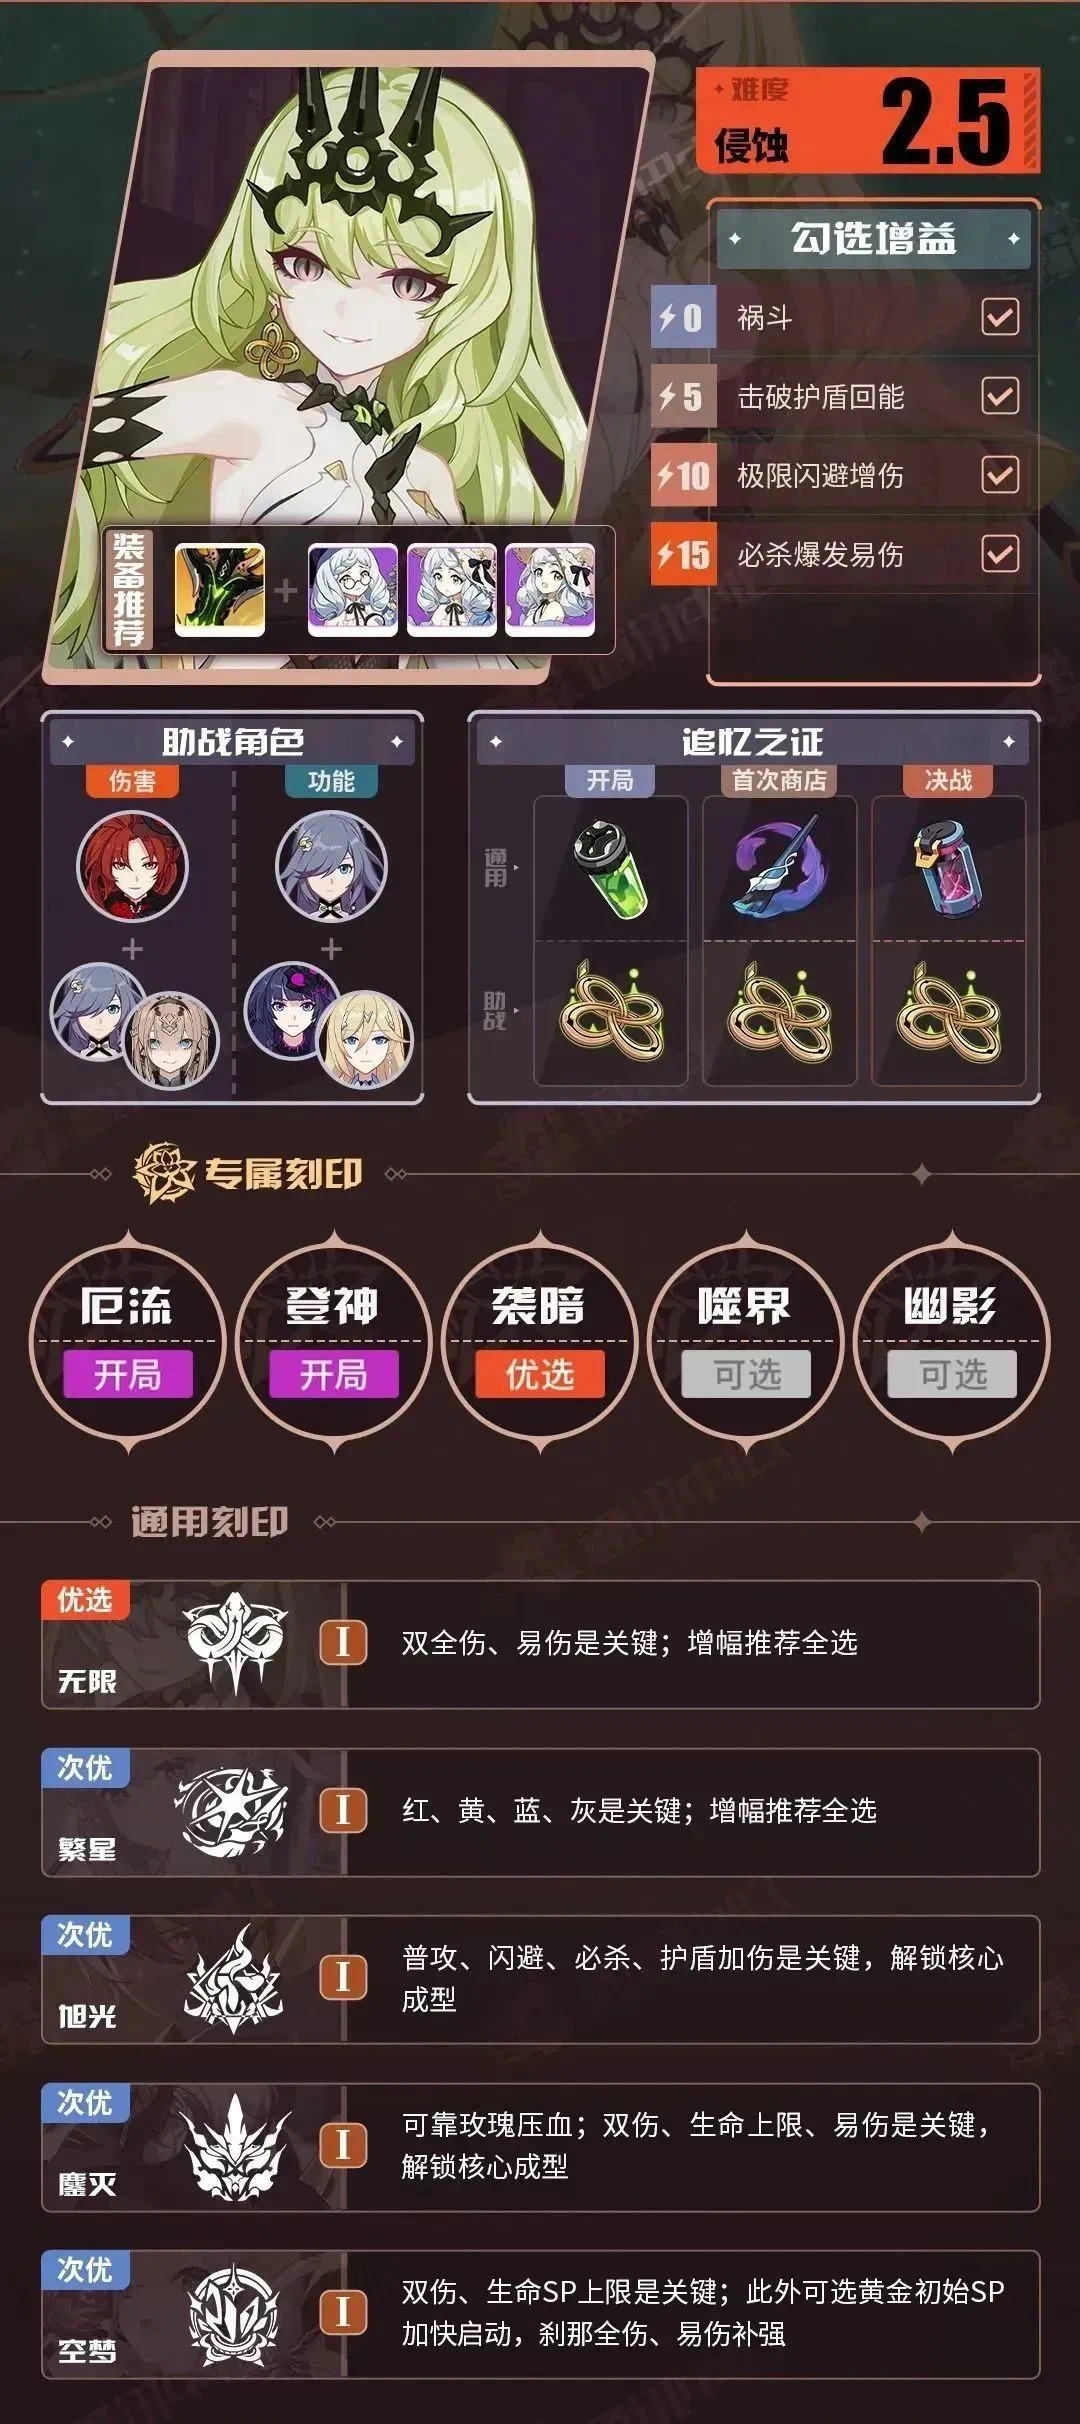 难度
侵蚀
2.5
勾选增益
0
祸斗
5
击破护盾回能
10
极限闪避增伤
15
必杀爆发易伤
装备推荐
助战角色
伤害
功能
追忆之证
开局
首次商店
决战
通用
助战
专属刻印
厄流
开局
登神
开局
袭暗
优选
噬界
可选
幽影
可选
通用刻印
优选
无限
I
双全伤、易伤是关键；增幅推荐全选
次优
繁星
I
红、黄、蓝、灰是关键；增幅推荐全选
次优
旭光
I
普攻、闪避、必杀、护盾加伤是关键，解锁核心
成型
次优
鏖灭
I
可靠玫瑰压血；双伤、生命上限、易伤是关键，
解锁核心成型
次优
空梦
I
双伤、生命SP上限是关键；此外可选黄金初始SP
加快启动，刹那全伤、易伤补强